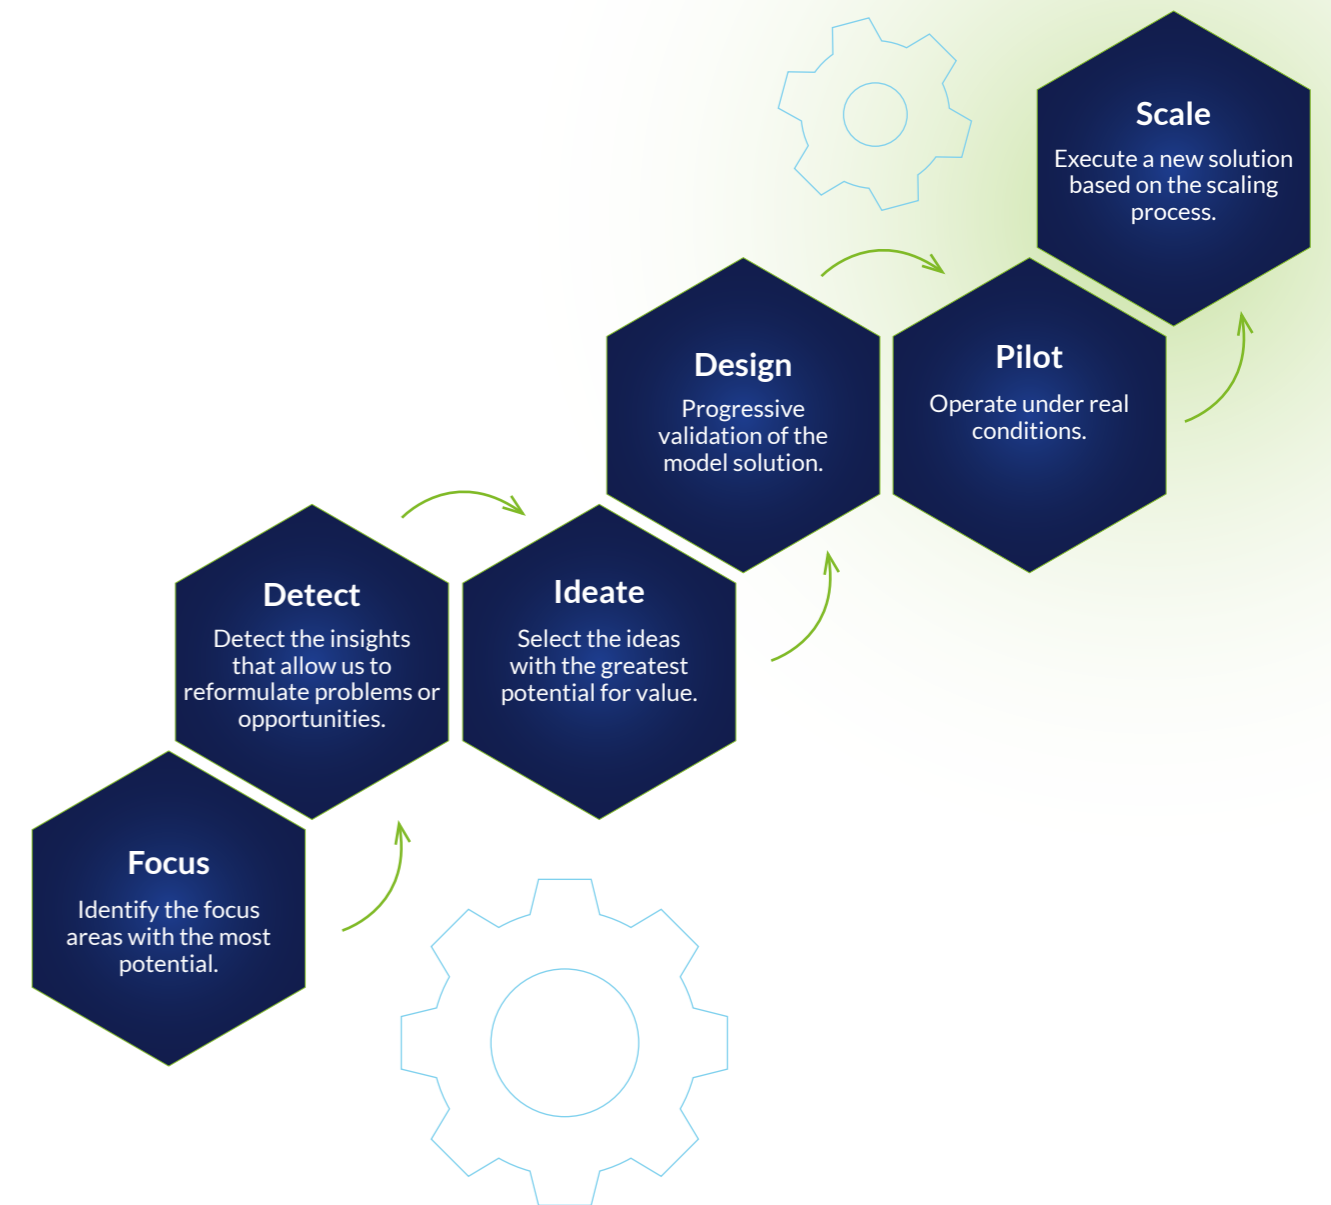 Scale
Execute a new solution
based on the scaling
process.
Design
Progressive
validation of the
model solution.
Pilot
Operate under real
conditions.
Detect
Detect the insights
that allow us to
reformulate problems or
opportunities.
Ideate
Select the ideas
with the greatest
potential for value.
Focus
Identify the focus
areas with the most
potential.